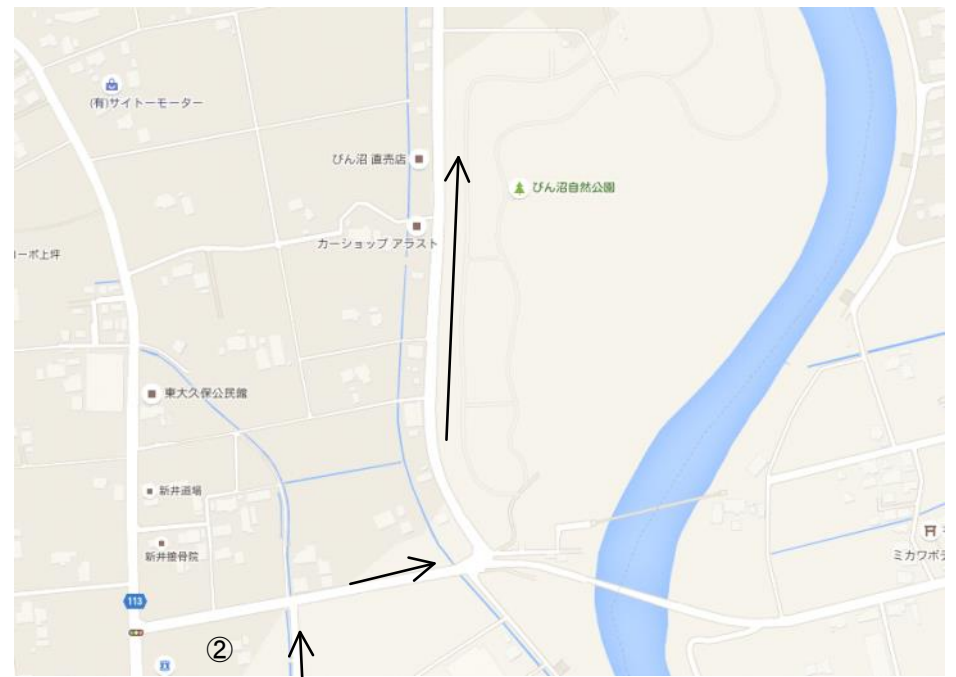 (有)サイトーモーター
びん沼 直売店
びん沼自然公園
カーショップ アラスト
ーポ上坪
東大久保公民館
新井道場
新井接骨院
ミカワボデ
113
②